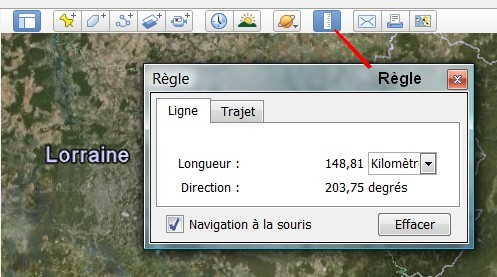 Règle
Règle
Ligne Trajet
Lorraine
Longueur : 148,81 Kilomètr
Direction : 203,75 degrés
Navigation à la souris Effacer